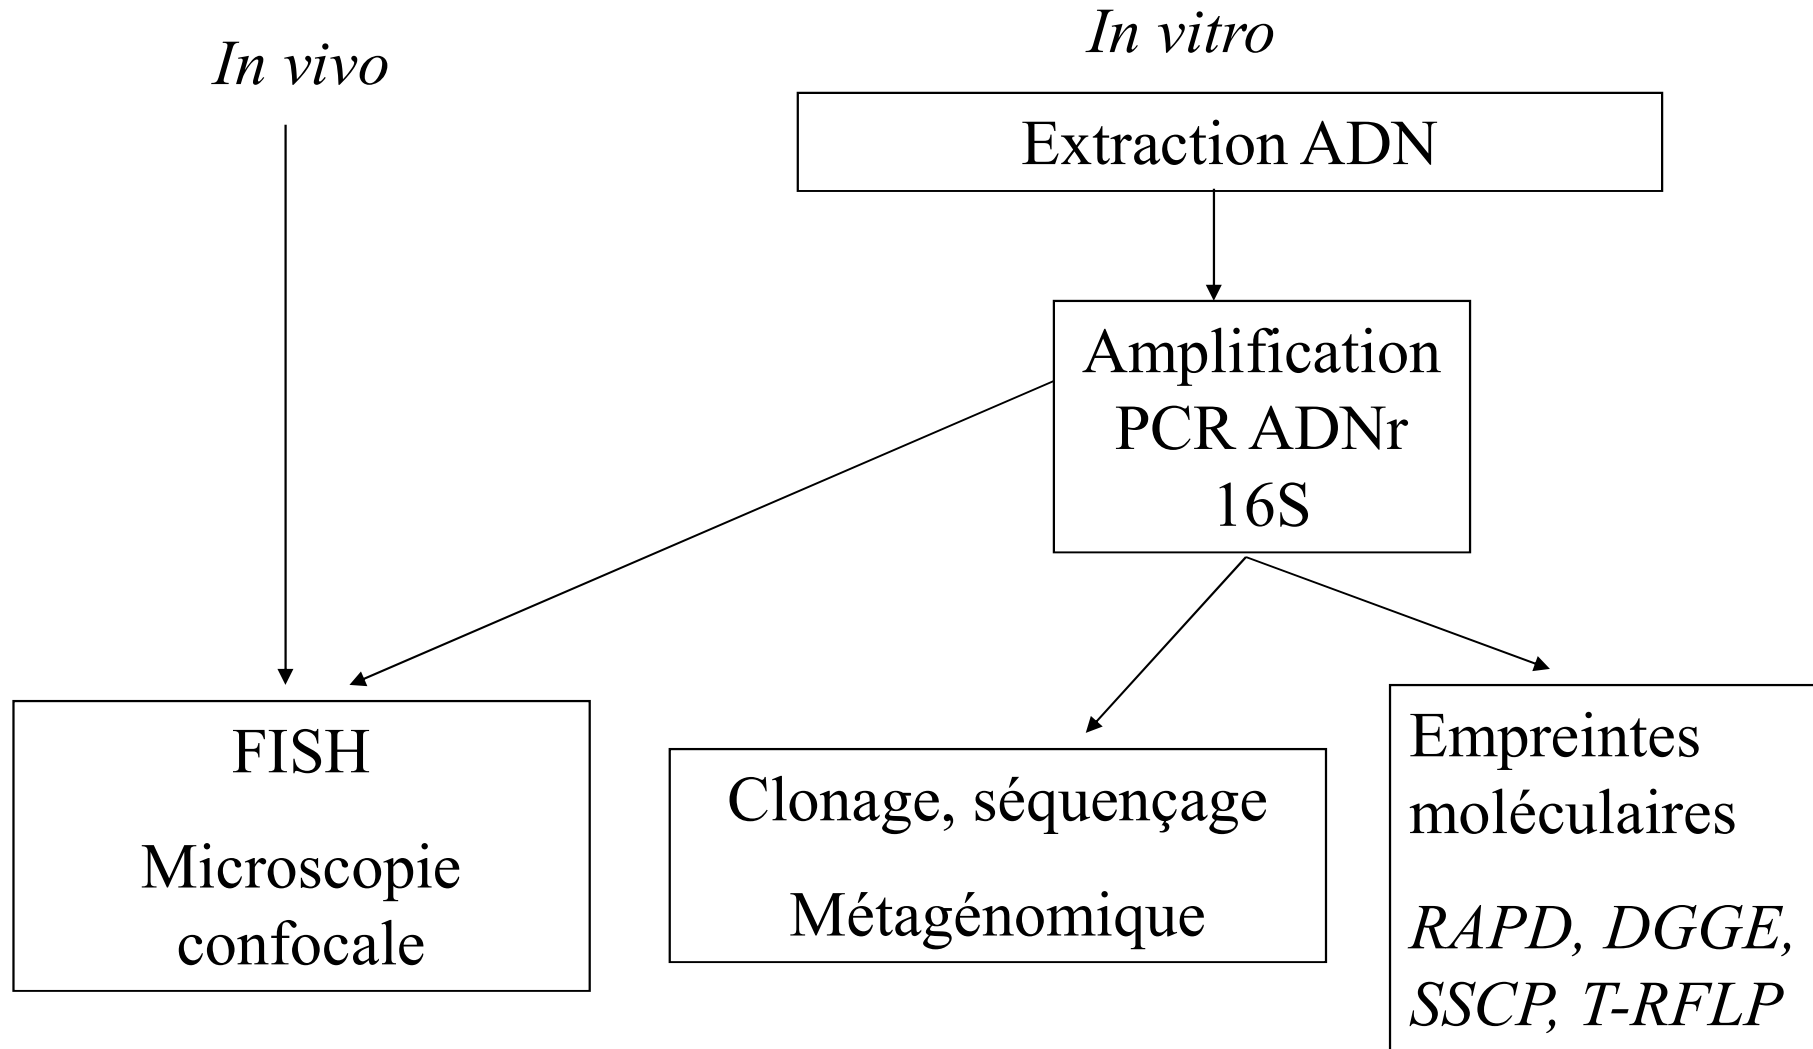 In vivo
In vitro
Extraction ADN
Amplification
PCR ADNr
16S
FISH
Microscopie
confocale
Clonage, séquençage
Métagénomique
Empreintes
moléculaires
RAPD, DGGE,
SSCP, T-RFLP